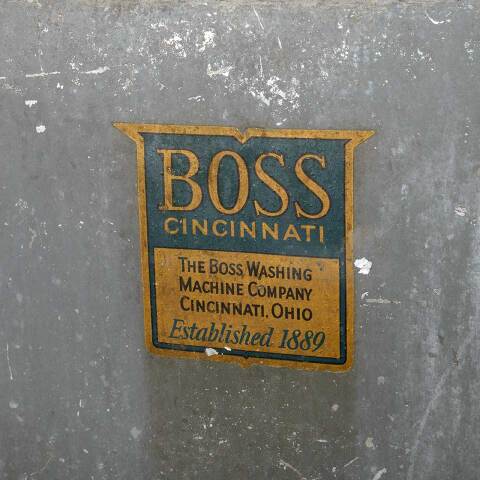 BOSS
CINCINNATI
THE BOSS WASHING
MACHINE COMPANY
CINCINNATI, OHIO
Established 1889